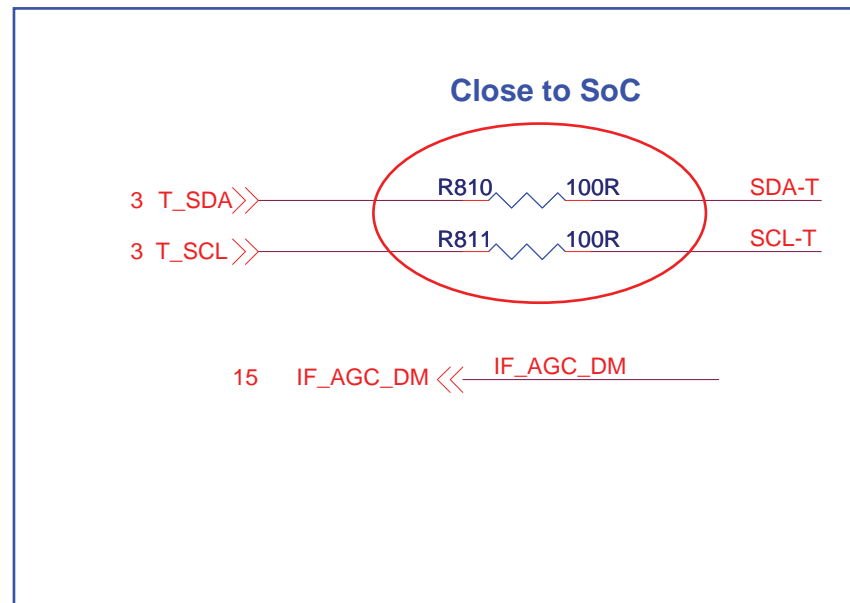 Close to SoC
3 T_SDA R810 100R SDA-T
3 T_SCL R811 100R SCL-T
15 IF_AGC_DM IF_AGC_DM